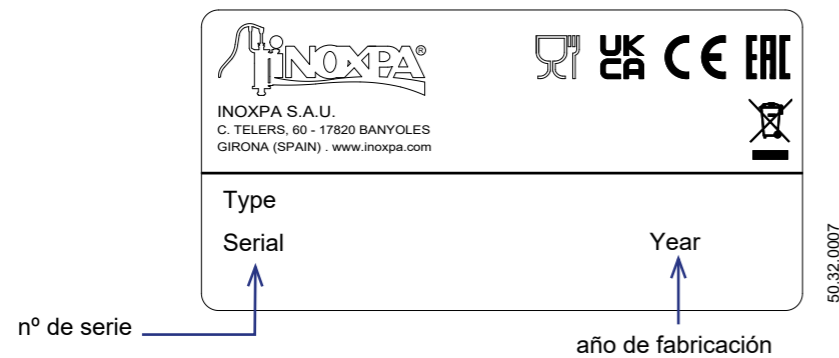 INOXPA®
UK CA CE EAC
INOXPA S.A.U.
C. TELERS, 60 - 17820 BANYOLES
GIRONA (SPAIN) . www.inoxpa.com
Type
Serial
Year
nº de serie
año de fabricación
50.32.0007